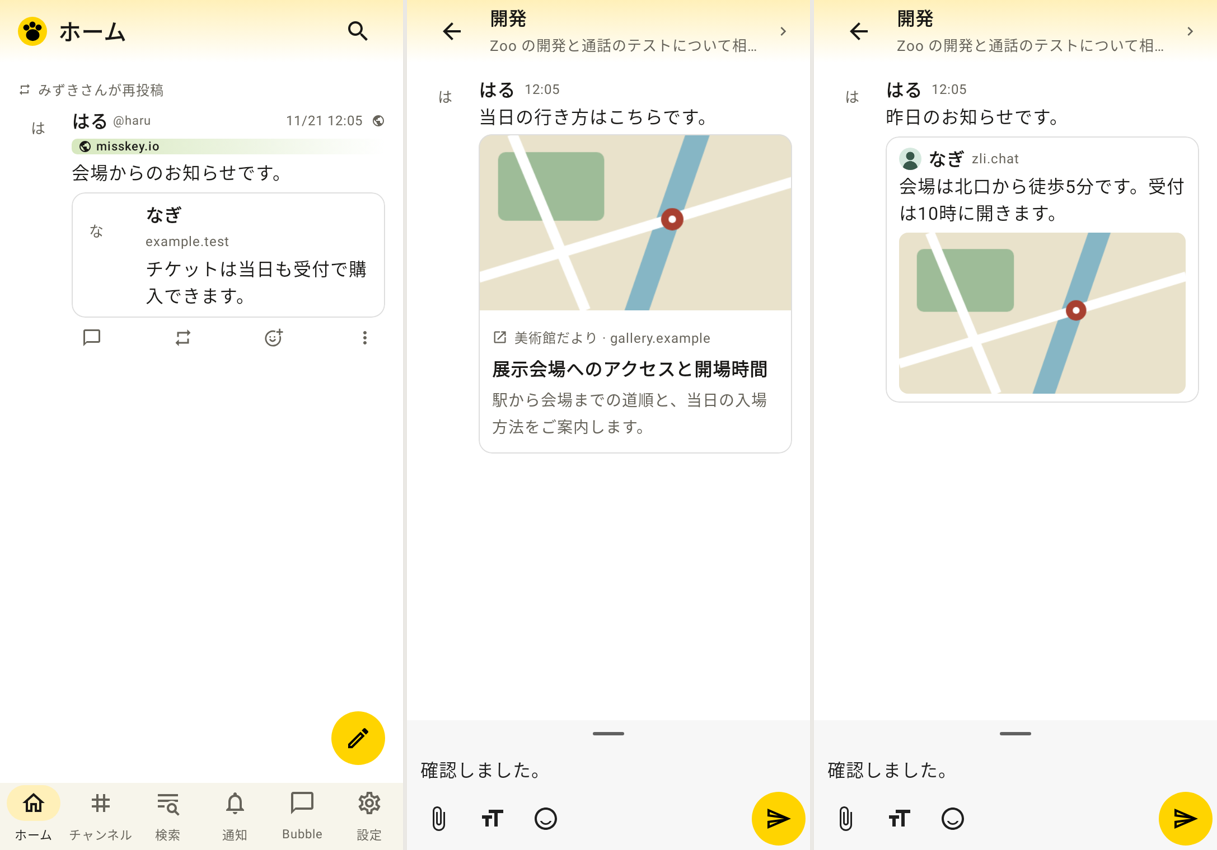 ホーム
みずきさんが再投稿
は
はる @haru 11/21 12:05
misskey.io
会場からのお知らせです。
な
なぎ
example.test
チケットは当日も受付で購
入できます。
ホーム
チャンネル
検索
通知
Bubble
設定
開発
Zoo の開発と通話のテストについて相…
は
はる 12:05
当日の行き方はこちらです。
美術館だより · gallery.example
展示会場へのアクセスと開場時間
駅から会場までの道順と、当日の入場
方法をご案内します。
確認しました。
開発
Zoo の開発と通話のテストについて相…
は
はる 12:05
昨日のお知らせです。
なぎ zli.chat
会場は北口から徒歩5分です。受付
は10時に開きます。
確認しました。